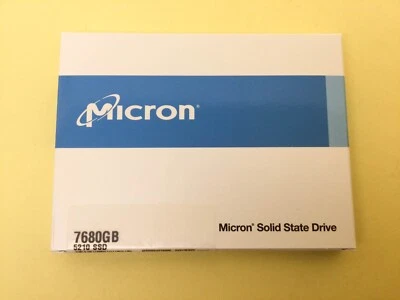 Micron®
7680GB
5210 SSD
Micron® Solid State Drive